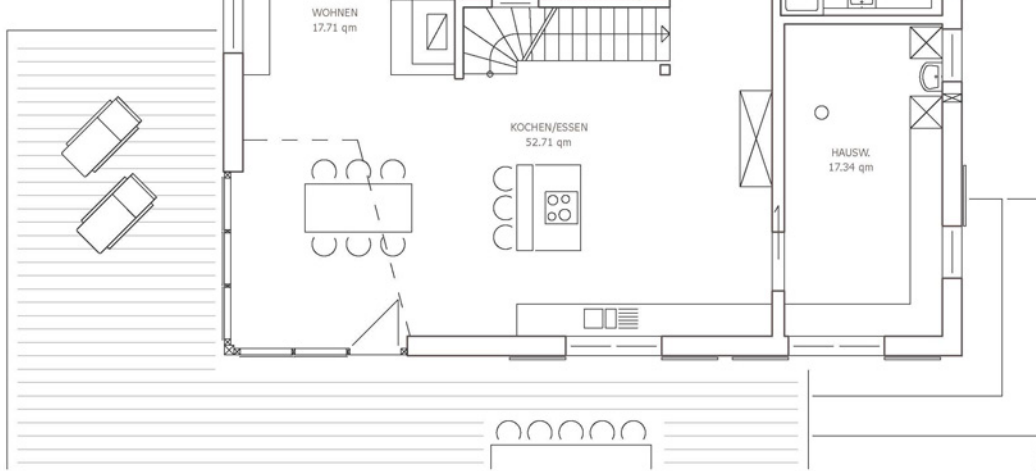 WOHNEN
17.71 qm
KOCHEN/ESSEN
52.71 qm
HAUSW.
17.34 qm